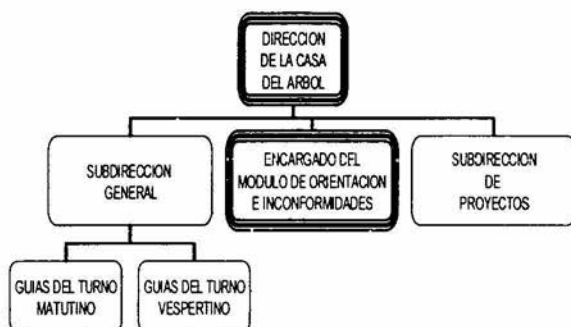 DIRECCION
DE LA CASA
DEL ARBOL
SUBDIRECCION
GENERAL
ENCARGADO DEL
MODULO DE ORIENTACION
E INCONFORMIDADES
SUBDIRECCION
DE
PROYECTOS
GUIAS DEL TURNO
MATUTINO
GUIAS DEL TURNO
VESPERTINO